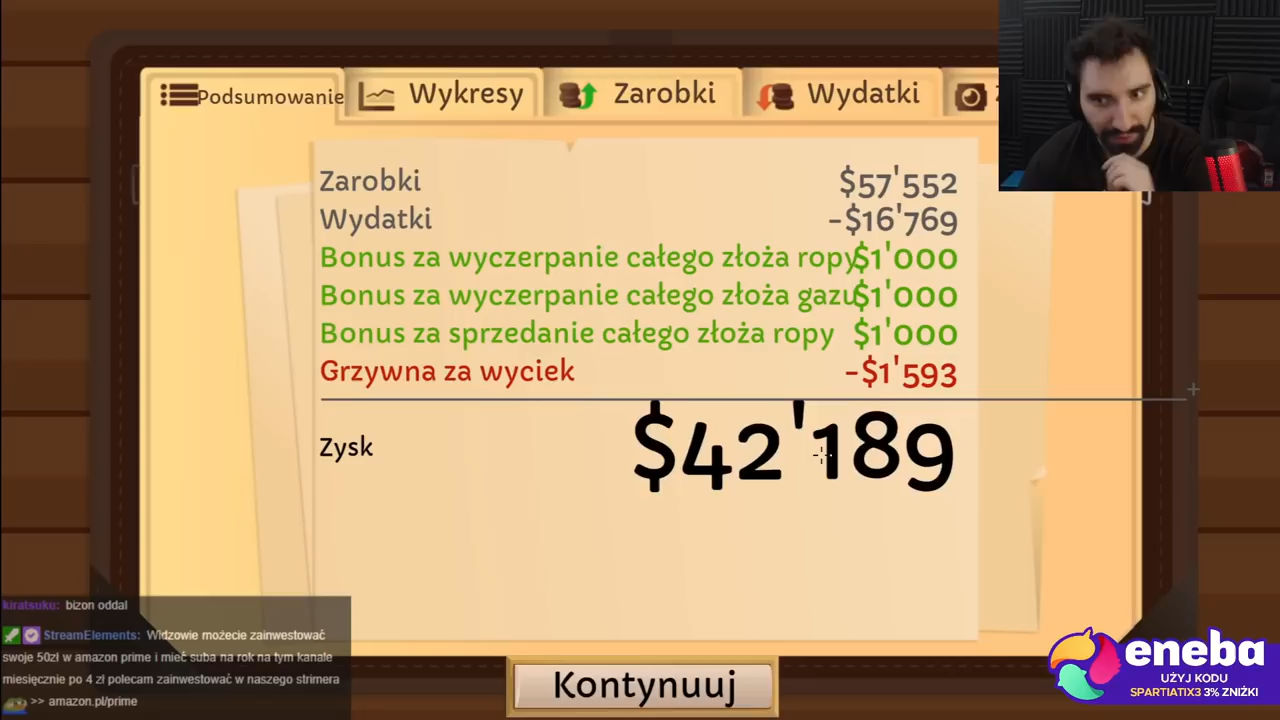 Podsumowanie
Wykresy
Zarobki
Wydatki
Zarobki $57'552
Wydatki -$16'769
Bonus za wyczerpanie całego złoża ropy $1'000
Bonus za wyczerpanie całego złoża gazu $1'000
Bonus za sprzedanie całego złoża ropy $1'000
Grzywna za wyciek -$1'593
Zysk $42'189
Kontynuuj
kiratsuku: bizon oddal
StreamElements: Widzowie możecie zainwestować
swoje 50zł w amazon prime i mieć suba na rok na tym kanale
miesięcznie po 4 zł polecam zainwestować w naszego strimera
>> amazon.pl/prime
eneba
UŻYJ KODU
SPARTIATIX3 3% ZNIŻKI